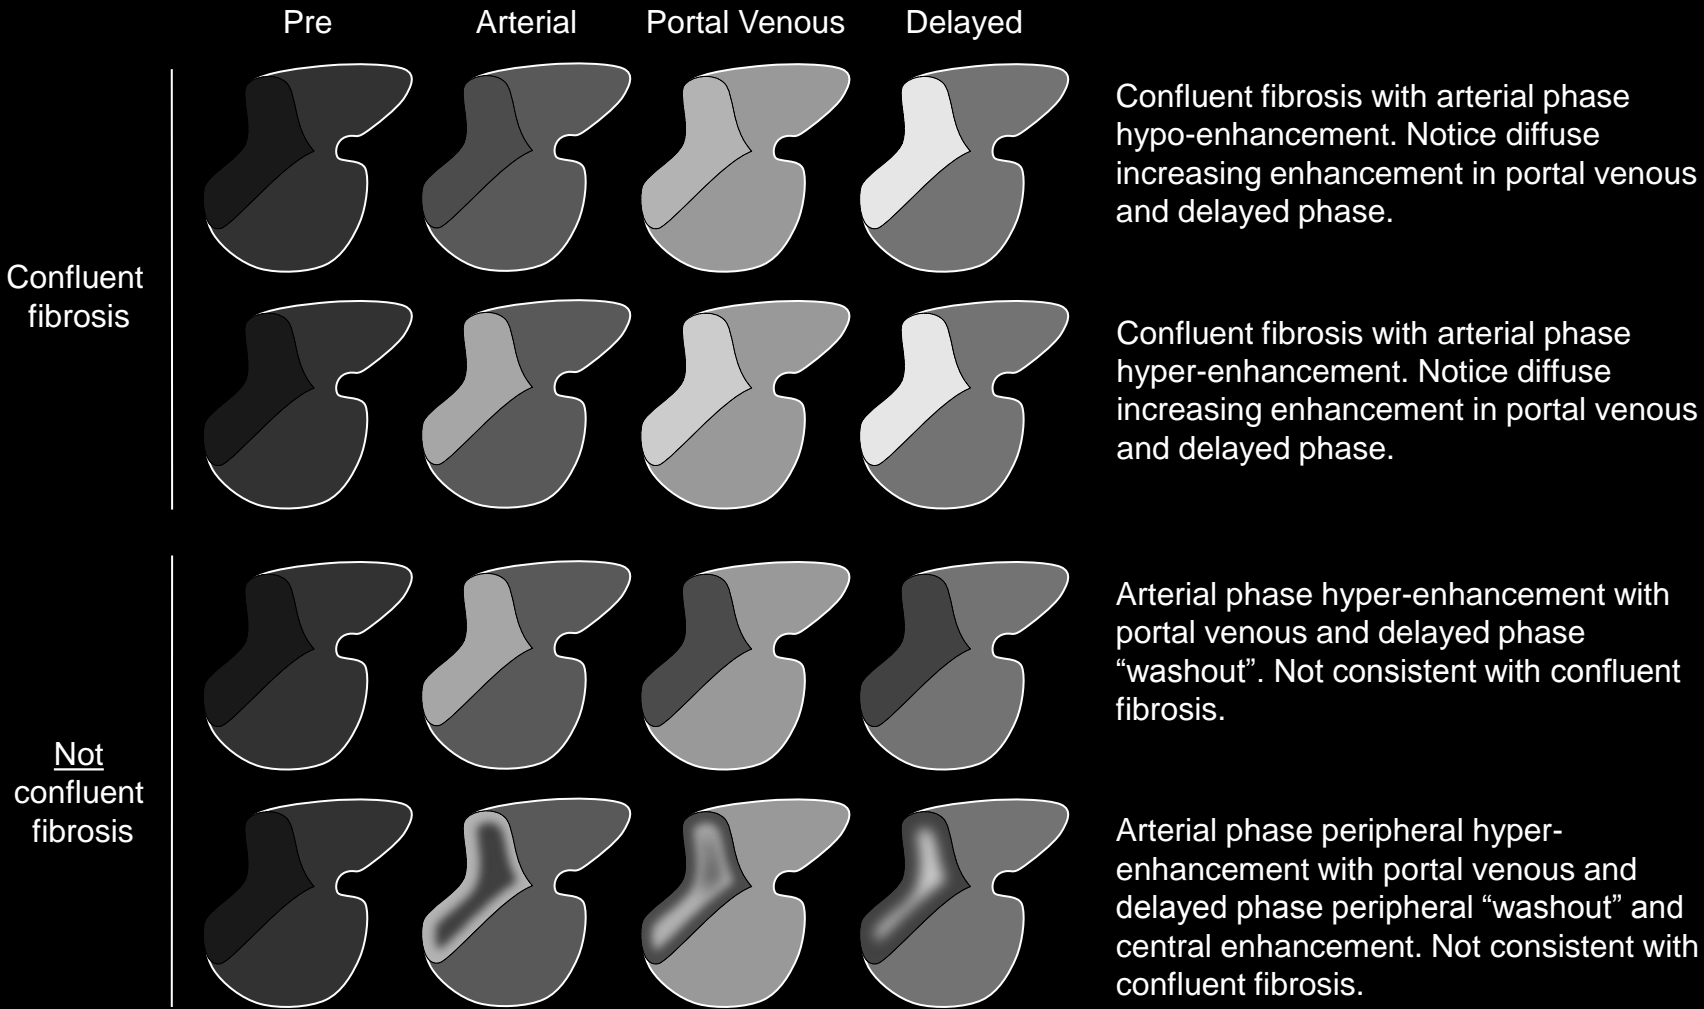 Pre Arterial Portal Venous Delayed
Confluent
fibrosis
Confluent fibrosis with arterial phase
hypo-enhancement. Notice diffuse
increasing enhancement in portal venous
and delayed phase.
Confluent fibrosis with arterial phase
hyper-enhancement. Notice diffuse
increasing enhancement in portal venous
and delayed phase.
Not
confluent
fibrosis
Arterial phase hyper-enhancement with
portal venous and delayed phase
“washout”. Not consistent with confluent
fibrosis.
Arterial phase peripheral hyper-
enhancement with portal venous and
delayed phase peripheral “washout” and
central enhancement. Not consistent with
confluent fibrosis.